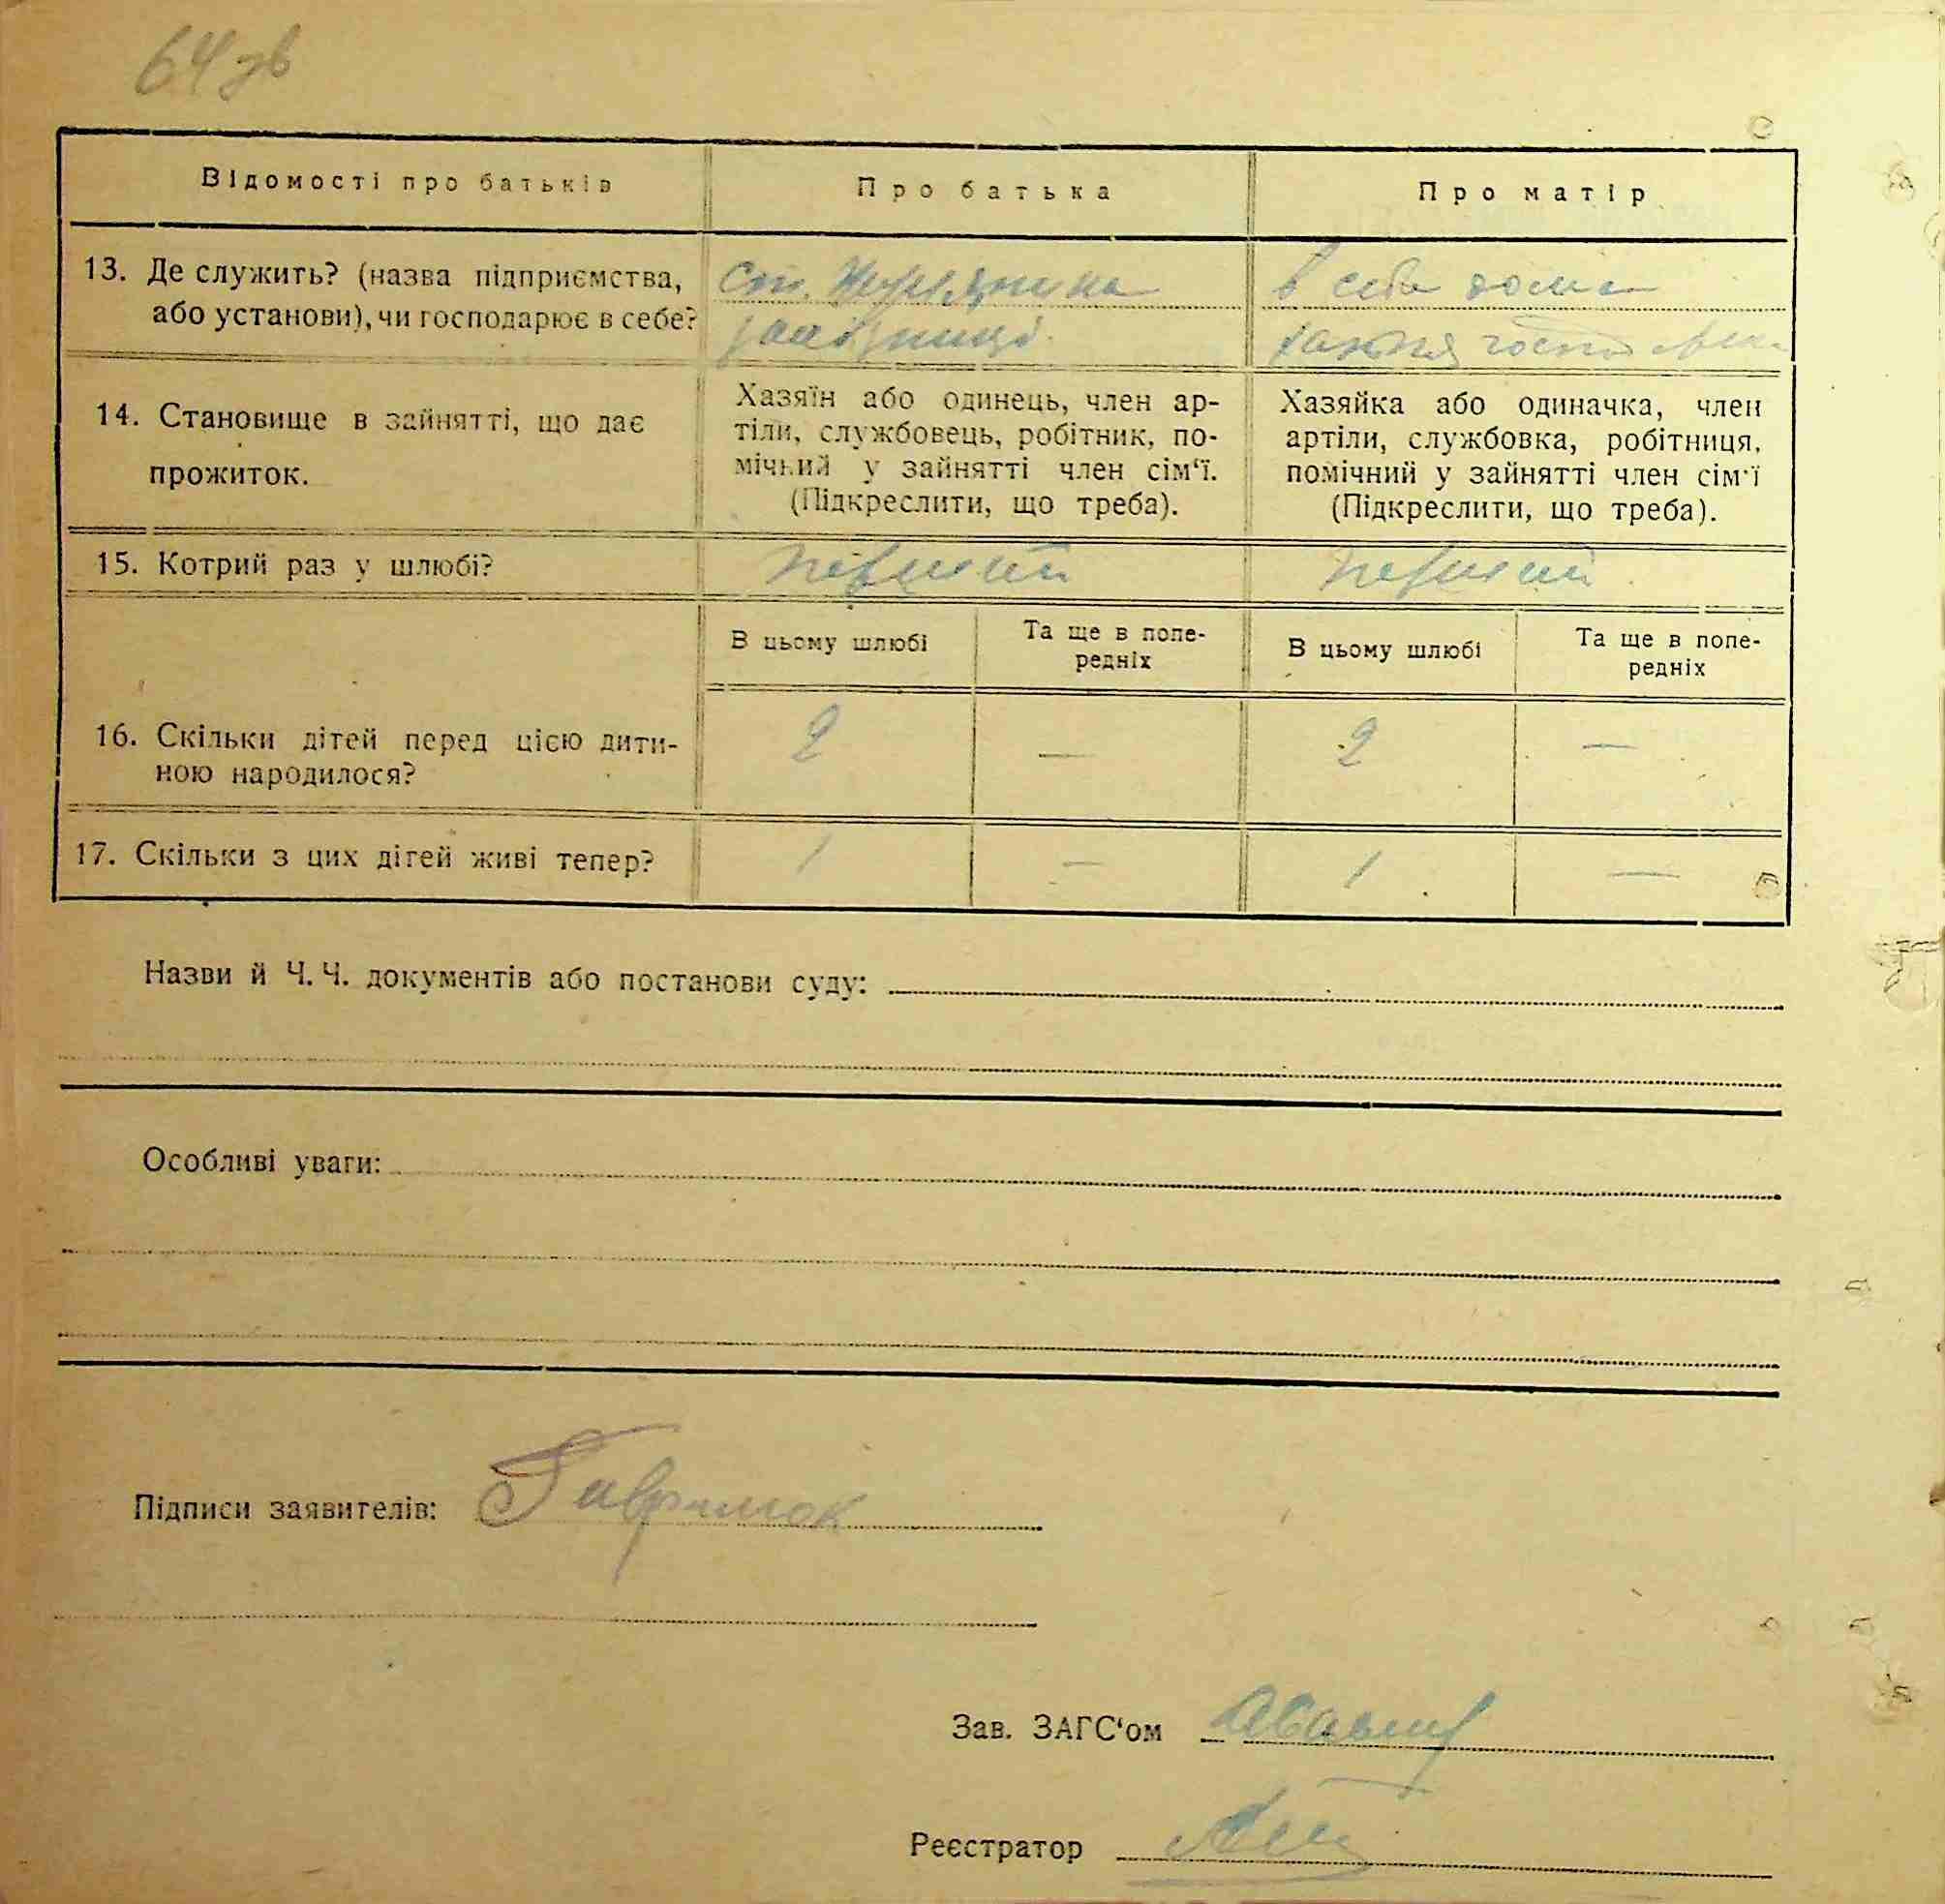 64 зв
Відомості про батьків
Про батька
Про матір
13. Де служить? (назва підприємства,
або установи), чи господарює в себе?
ст.
в себе дома
14. Становище в зайнятті, що дає
прожиток.
Хазяїн або одинець, член ар-
тіли, службовець, робітник, по-
мічний у зайнятті член сім‘ї.
(Підкреслити, що треба).
Хазяйка або одиначка, член
артіли, службовка, робітниця,
помічний у зайнятті член сім‘ї
(Підкреслити, що треба).
15. Котрий раз у шлюбі?
перший
перший
В цьому шлюбі
Та ще в попе-
редніх
В цьому шлюбі
Та ще в попе-
редніх
16. Скільки дітей перед цією дити-
ною народилося?
2
—
2
—
17. Скільки з цих дітей живі тепер?
1
—
1
—
Назви й Ч. Ч. документів або постанови суду:
Особливі уваги:
Підписи заявителів:
Зав. ЗАГС‘ом
Реєстратор